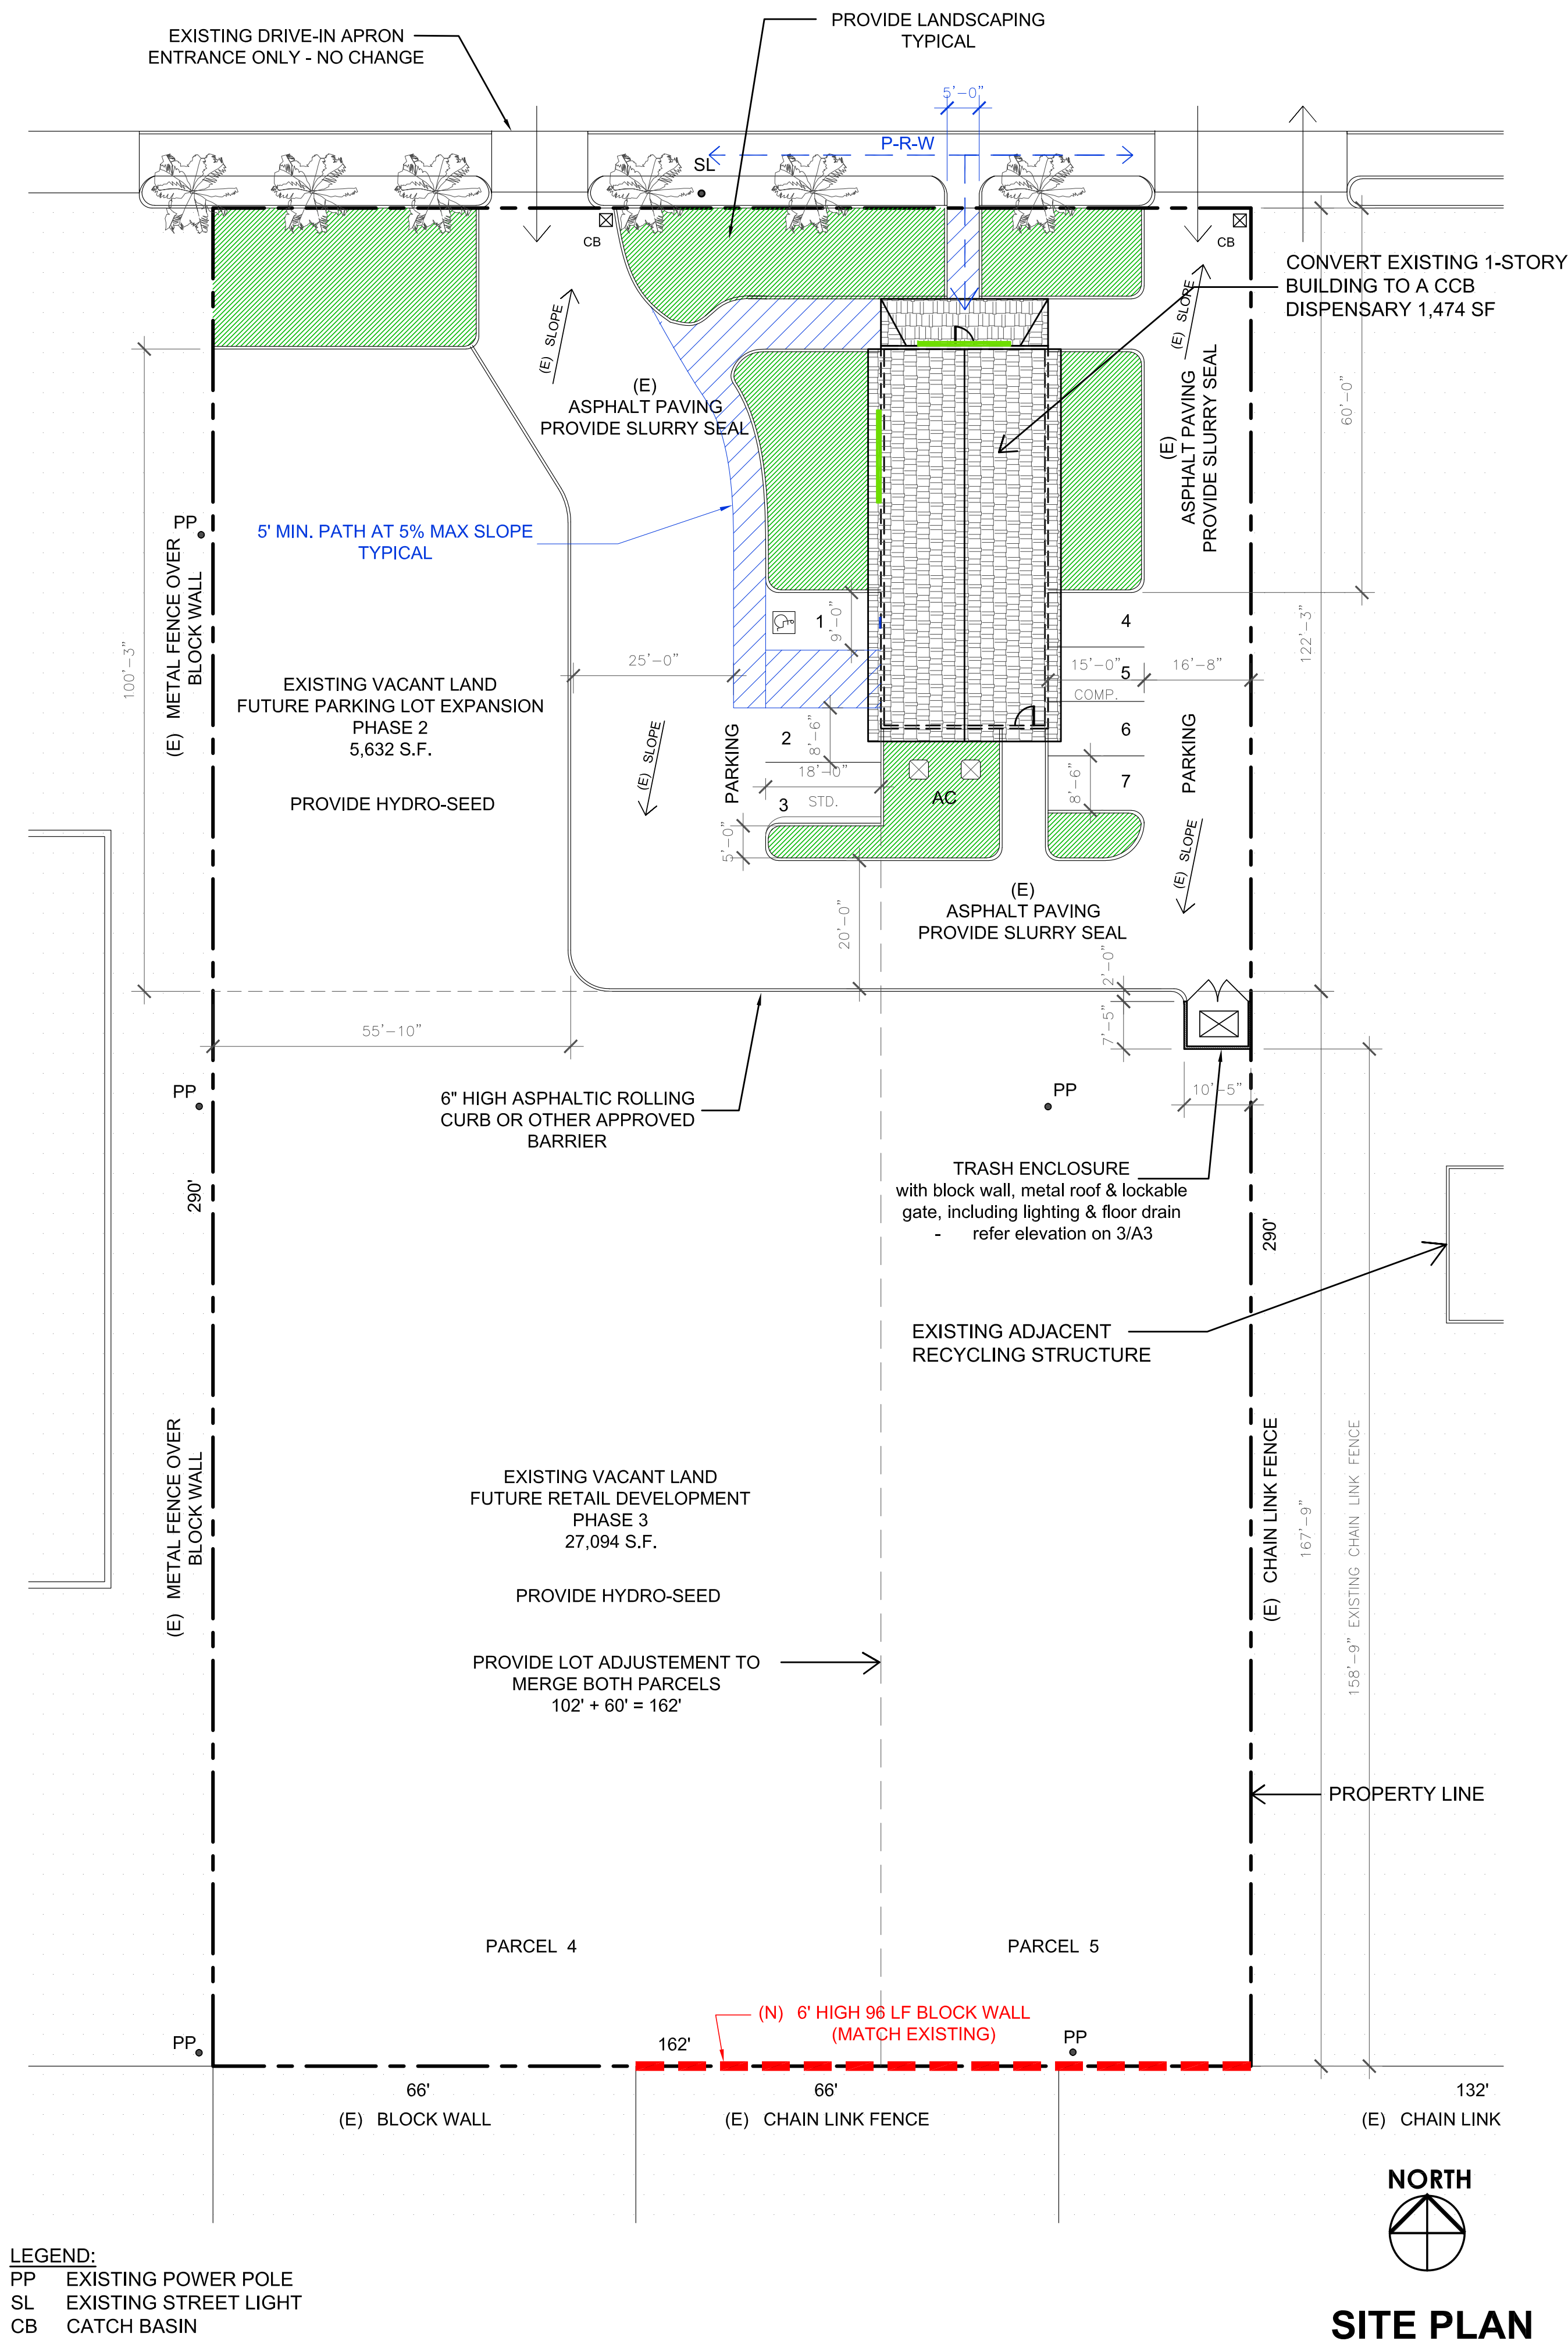 EXISTING DRIVE-IN APRON
ENTRANCE ONLY - NO CHANGE
PROVIDE LANDSCAPING
TYPICAL
5'-0"
P-R-W
SL
CB
CB
CONVERT EXISTING 1-STORY
BUILDING TO A CCB
DISPENSARY 1,474 SF
(E) SLOPE
(E) SLOPE
(E)
ASPHALT PAVING
PROVIDE SLURRY SEAL
(E)
ASPHALT PAVING
PROVIDE SLURRY SEAL
60'-0"
PP
5' MIN. PATH AT 5% MAX SLOPE
TYPICAL
(E) METAL FENCE OVER
BLOCK WALL
100'-3"
122'-3"
1
9'-0"
4
25'-0"
15'-0"
16'-8"
5
COMP.
EXISTING VACANT LAND
FUTURE PARKING LOT EXPANSION
PHASE 2
5,632 S.F.
PROVIDE HYDRO-SEED
(E) SLOPE
PARKING
2
8'-6"
18'-0"
3
STD.
5'-0"
AC
6
8'-6"
7
PARKING
(E) SLOPE
(E)
ASPHALT PAVING
PROVIDE SLURRY SEAL
20'-0"
2'-0"
7'-5"
55'-10"
10'-5"
PP
PP
6" HIGH ASPHALTIC ROLLING
CURB OR OTHER APPROVED
BARRIER
TRASH ENCLOSURE
with block wall, metal roof & lockable
gate, including lighting & floor drain
- refer elevation on 3/A3
290'
290'
EXISTING ADJACENT
RECYCLING STRUCTURE
(E) METAL FENCE OVER
BLOCK WALL
(E) CHAIN LINK FENCE
167'-9"
158'-9" EXISTING CHAIN LINK FENCE
EXISTING VACANT LAND
FUTURE RETAIL DEVELOPMENT
PHASE 3
27,094 S.F.
PROVIDE HYDRO-SEED
PROVIDE LOT ADJUSTEMENT TO
MERGE BOTH PARCELS
102' + 60' = 162'
PROPERTY LINE
PARCEL 4
PARCEL 5
(N) 6' HIGH 96 LF BLOCK WALL
(MATCH EXISTING)
PP
162'
PP
66'
66'
132'
(E) BLOCK WALL
(E) CHAIN LINK FENCE
(E) CHAIN LINK
NORTH
LEGEND:
PP EXISTING POWER POLE
SL EXISTING STREET LIGHT
CB CATCH BASIN
SITE PLAN